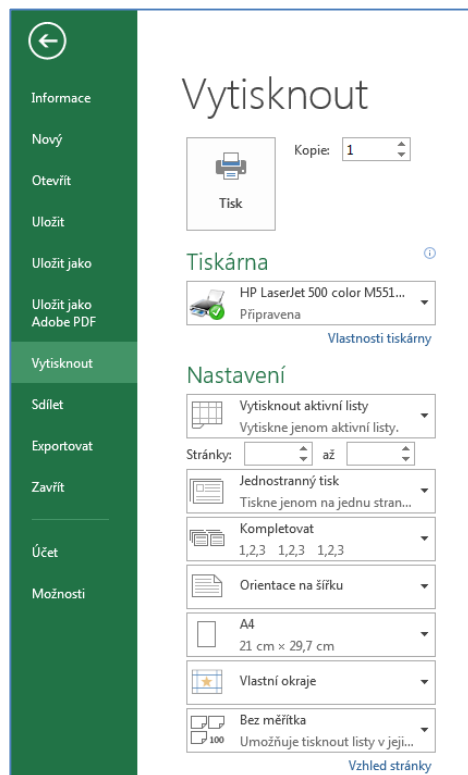 Informace
Nový
Otevřít
Uložit
Uložit jako
Uložit jako
Adobe PDF
Vytisknout
Sdílet
Exportovat
Zavřít
Účet
Možnosti
Vytisknout
Tisk
Kopie: 1
Tiskárna
HP LaserJet 500 color M551...
Připravena
Vlastnosti tiskárny
Nastavení
Vytisknout aktivní listy
Vytiskne jenom aktivní listy.
Stránky: až
Jednostranný tisk
Tiskne jenom na jednu stran...
Kompletovat
1,2,3 1,2,3 1,2,3
Orientace na šířku
A4
21 cm × 29,7 cm
Vlastní okraje
Bez měřítka
100 Umožňuje tisknout listy v jeji...
Vzhled stránky